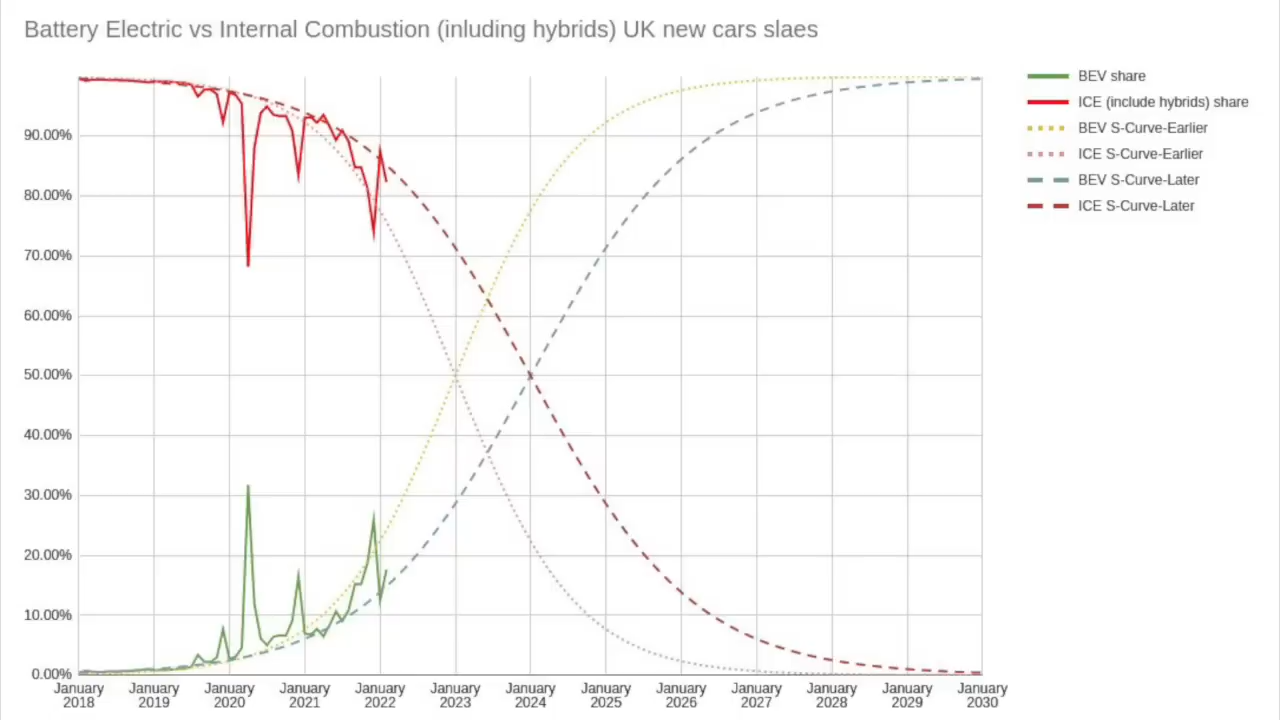 Battery Electric vs Internal Combustion (inluding hybrids) UK new cars slaes
BEV share
ICE (include hybrids) share
BEV S-Curve-Earlier
ICE S-Curve-Earlier
BEV S-Curve-Later
ICE S-Curve-Later
90.00%
80.00%
70.00%
60.00%
50.00%
40.00%
30.00%
20.00%
10.00%
0.00%
January 2018
January 2019
January 2020
January 2021
January 2022
January 2023
January 2024
January 2025
January 2026
January 2027
January 2028
January 2029
January 2030